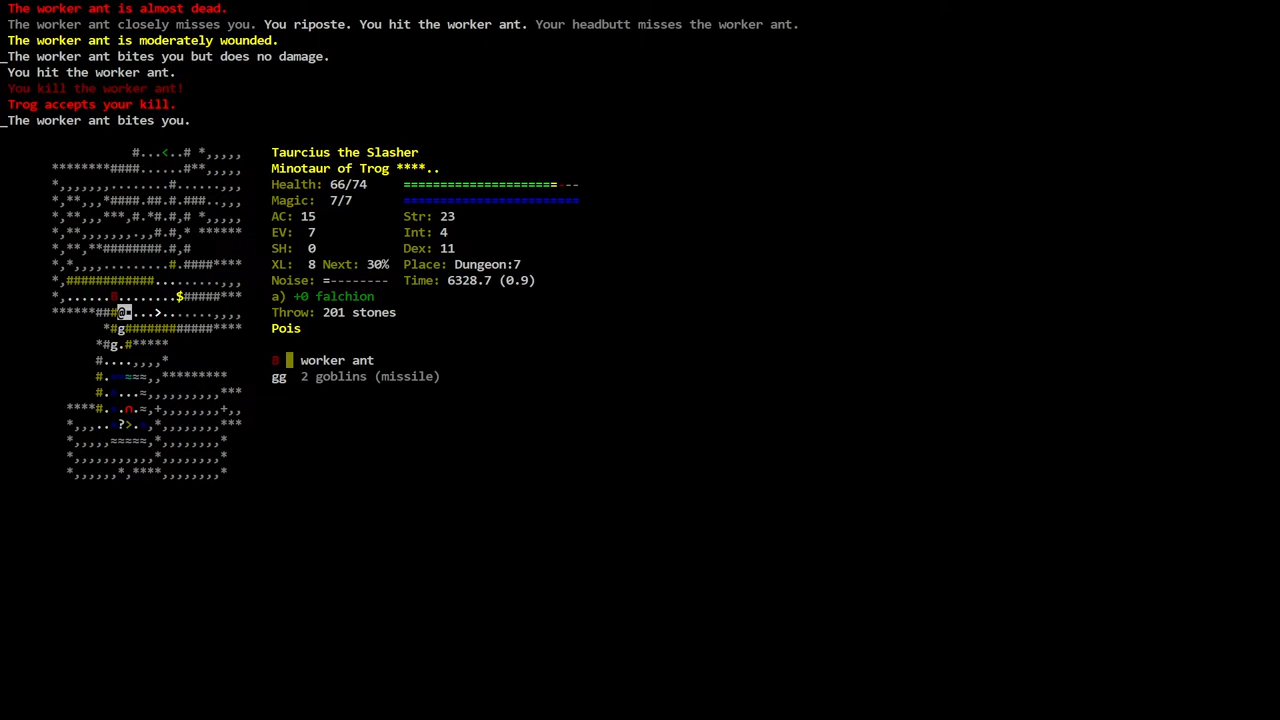 The worker ant is almost dead.
The worker ant closely misses you. You riposte. You hit the worker ant. Your headbutt misses the worker ant.
The worker ant is moderately wounded.
_The worker ant bites you but does no damage.
You hit the worker ant.
You kill the worker ant!
Trog accepts your kill.
_The worker ant bites you.
#...<..# *,,,,,
Taurcius the Slasher
********####......#**,,,,,
Minotaur of Trog ****..
*,,,,,,,........#......,,,
Health: 66/74 =====================---
*,**,,,*####.##.#.###..,,,
Magic: 7/7 ========================
*,**,,,***,#.*#.#,# *,,,,,
AC: 15 Str: 23
*,**,,,,,,,.,,#.#,* ******
EV: 7 Int: 4
*,**,**########.#,#
SH: 0 Dex: 11
*,*,,,,.........#.####****
XL: 8 Next: 30% Place: Dungeon:7
*,############.........,,,
Noise: =-------- Time: 6328.7 (0.9)
*,......B........$#####***
a) +0 falchion
******###@▪...>.......,,,,
Throw: 201 stones
*#g############****
Pois
*#g.#*****
#....,,,,*
B worker ant
#.≈≈≈≈≈,,*********
gg 2 goblins (missile)
#.≈...≈,,,,,,,,,,***
****#.≈.∩.≈,+,,,,,,,,+,,
*,,,..≈?>.≈,*,,,,,,,,***
*,,,,,≈≈≈≈≈,*,,,,,,,,*
*,,,,,,,,,,,*,,,,,,,,*
*,,,,,,*,****,,,,,,,,*